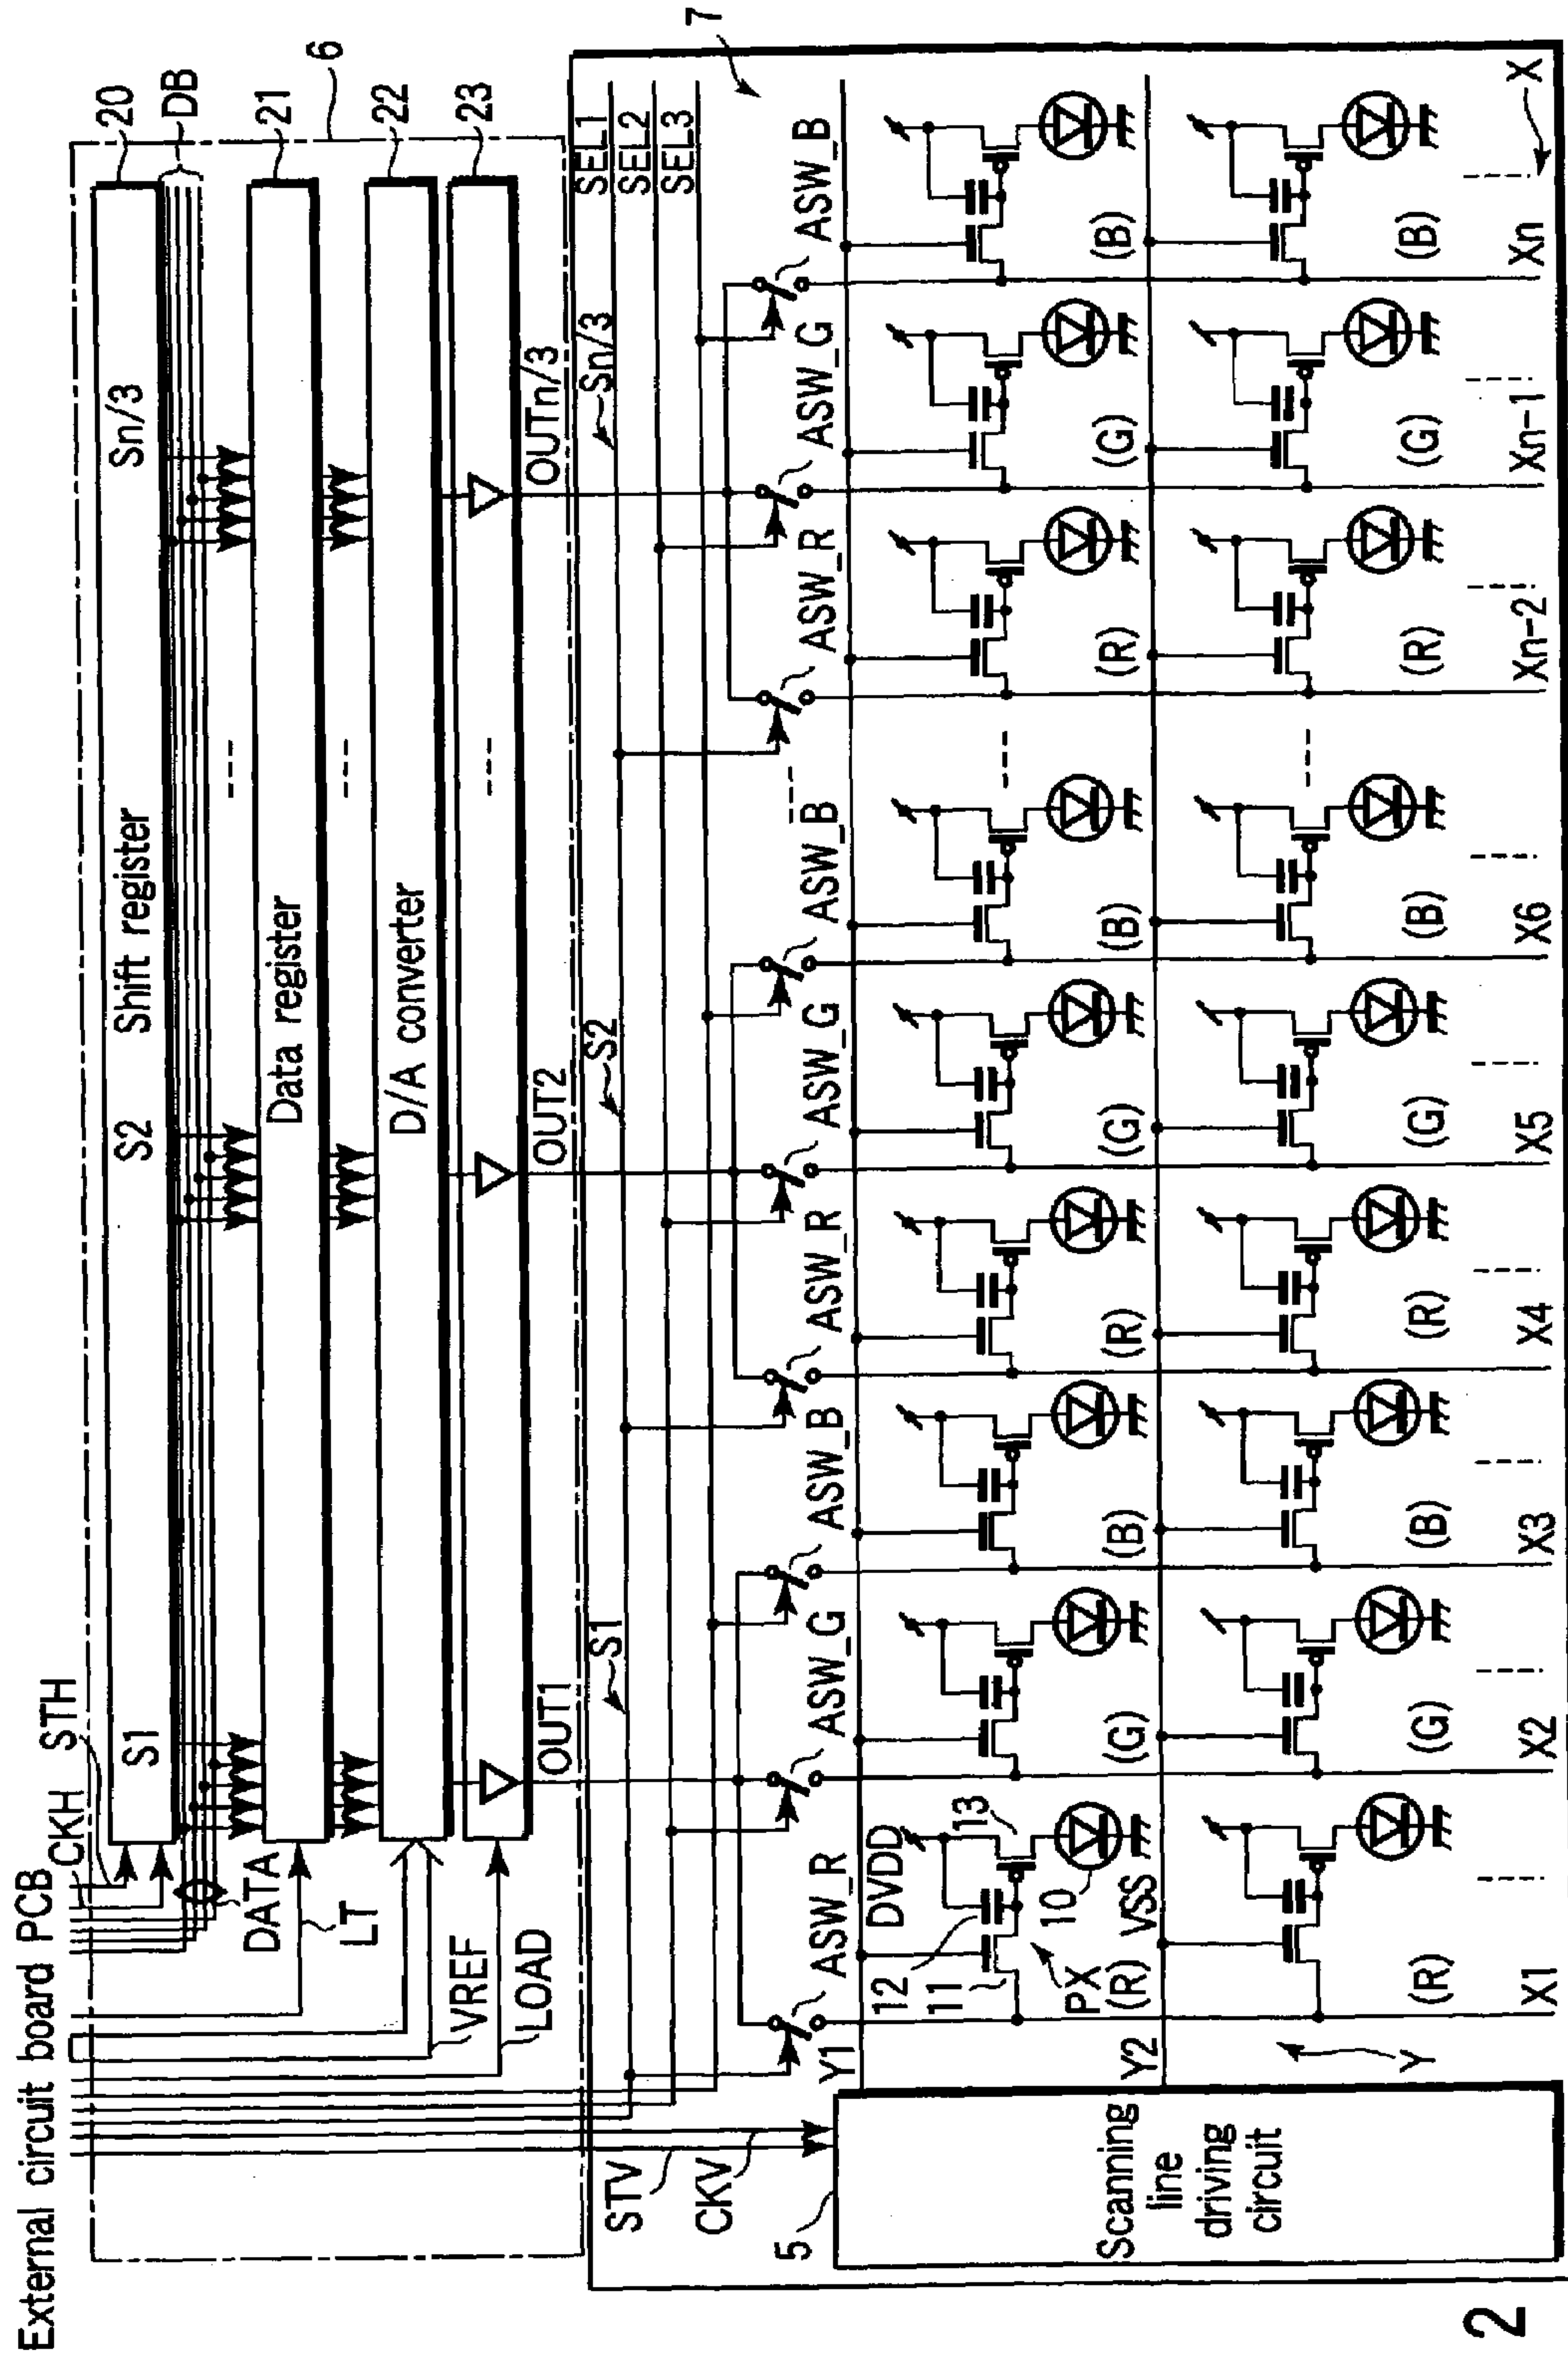 External circuit board PCB
CKH
STH
20
S1
S2
Shift register
Sn/3
DB
DATA
Data register
21
6
LT
D/A converter
22
VREF
23
LOAD
OUT1
OUT2
OUTn/3
S1
S2
Sn/3
SEL1
SEL2
SEL3
7
STV
CKV
5
ASW_R
ASW_G
ASW_B
ASW_R
ASW_G
ASW_B
ASW_R
ASW_G
ASW_B
Y1
DVDD
12
11
13
10
PX
(R)
VSS
(G)
(B)
(R)
(G)
(B)
(R)
(G)
(B)
Y2
Scanning
line
driving
circuit
(R)
(G)
(B)
(R)
(G)
(B)
(R)
(G)
(B)
Y
X1
X2
X3
X4
X5
X6
Xn-2
Xn-1
Xn
X
2